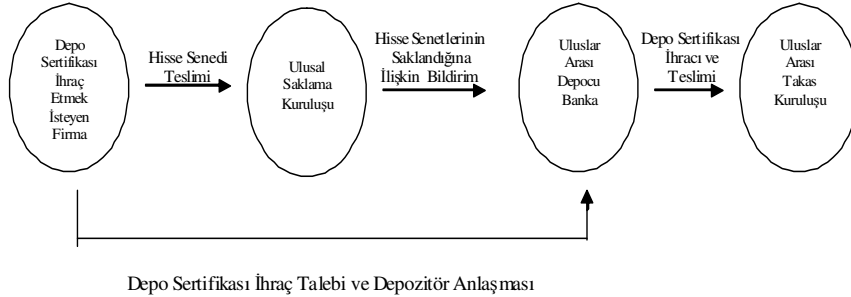 Depo
Sertifikası
İhraç
Etmek
İsteyen
Firma
Hisse Senedi
Teslimi
Ulusal
Saklama
Kuruluşu
Hisse Senetlerinin
Saklandığına
İlişkin Bildirim
Uluslar
Arası
Depocu
Banka
Depo Sertifikası
İhracı ve
Teslimi
Uluslar
Arası
Takas
Kuruluşu
Depo Sertifikası İhraç Talebi ve Depozitör Anlaşması